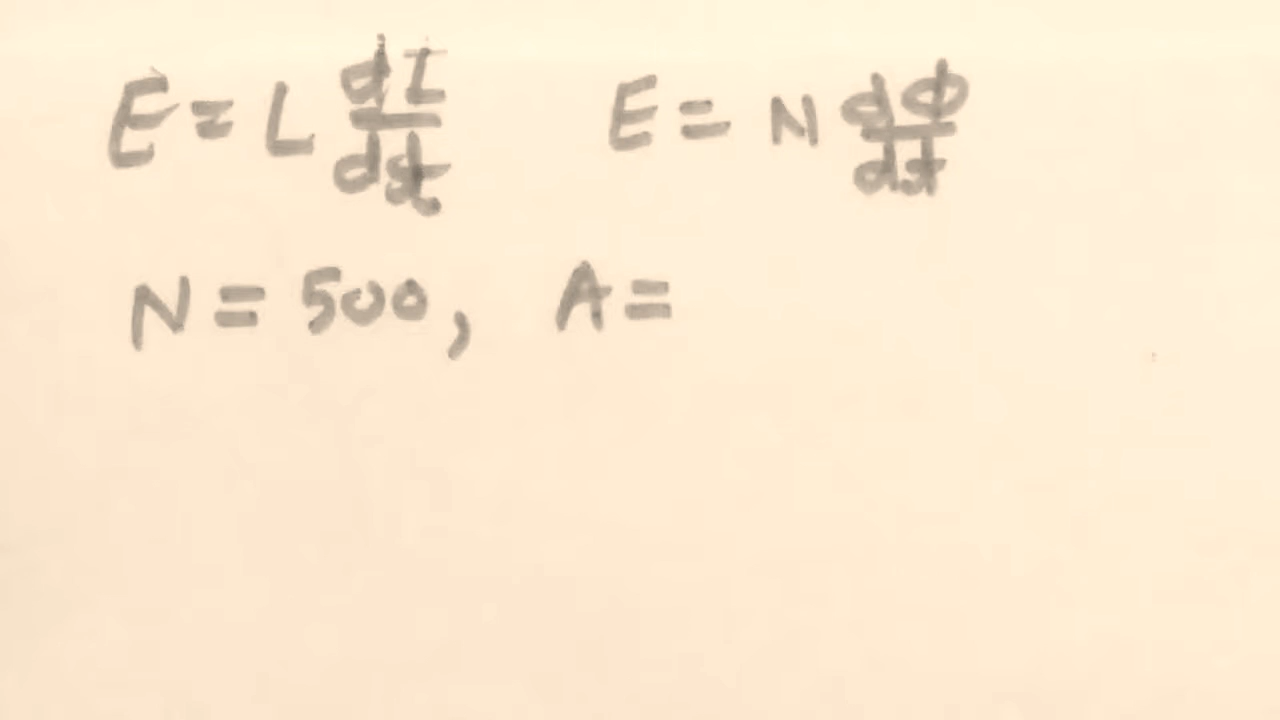 E = L dI/dt E = N dΦ/dt
N = 500, A =